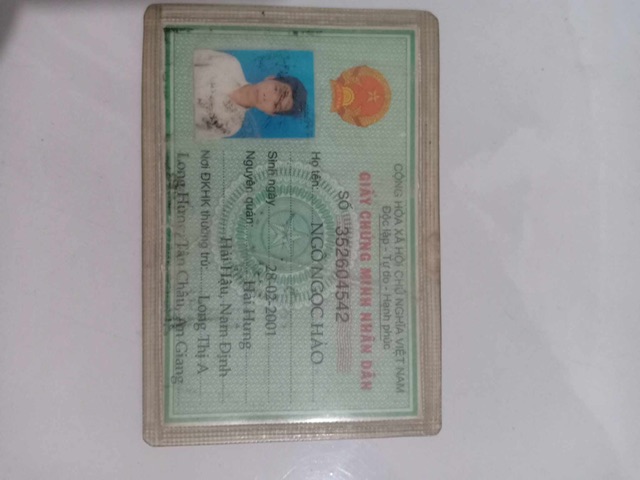 CỘNG HÒA XÃ HỘI CHỦ NGHĨA VIỆT NAM
Độc lập - Tự do - Hạnh phúc
GIẤY CHỨNG MINH NHÂN DÂN
SỐ 352604542
Họ tên: NGÔ NGỌC HÀO
Sinh ngày 28-02-2001
Nguyên quán: Hải Hưng
Hải Hậu, Nam Định
Nơi ĐKHK thường trú: Long Thị A
Long Hưng, Tân Châu, An Giang